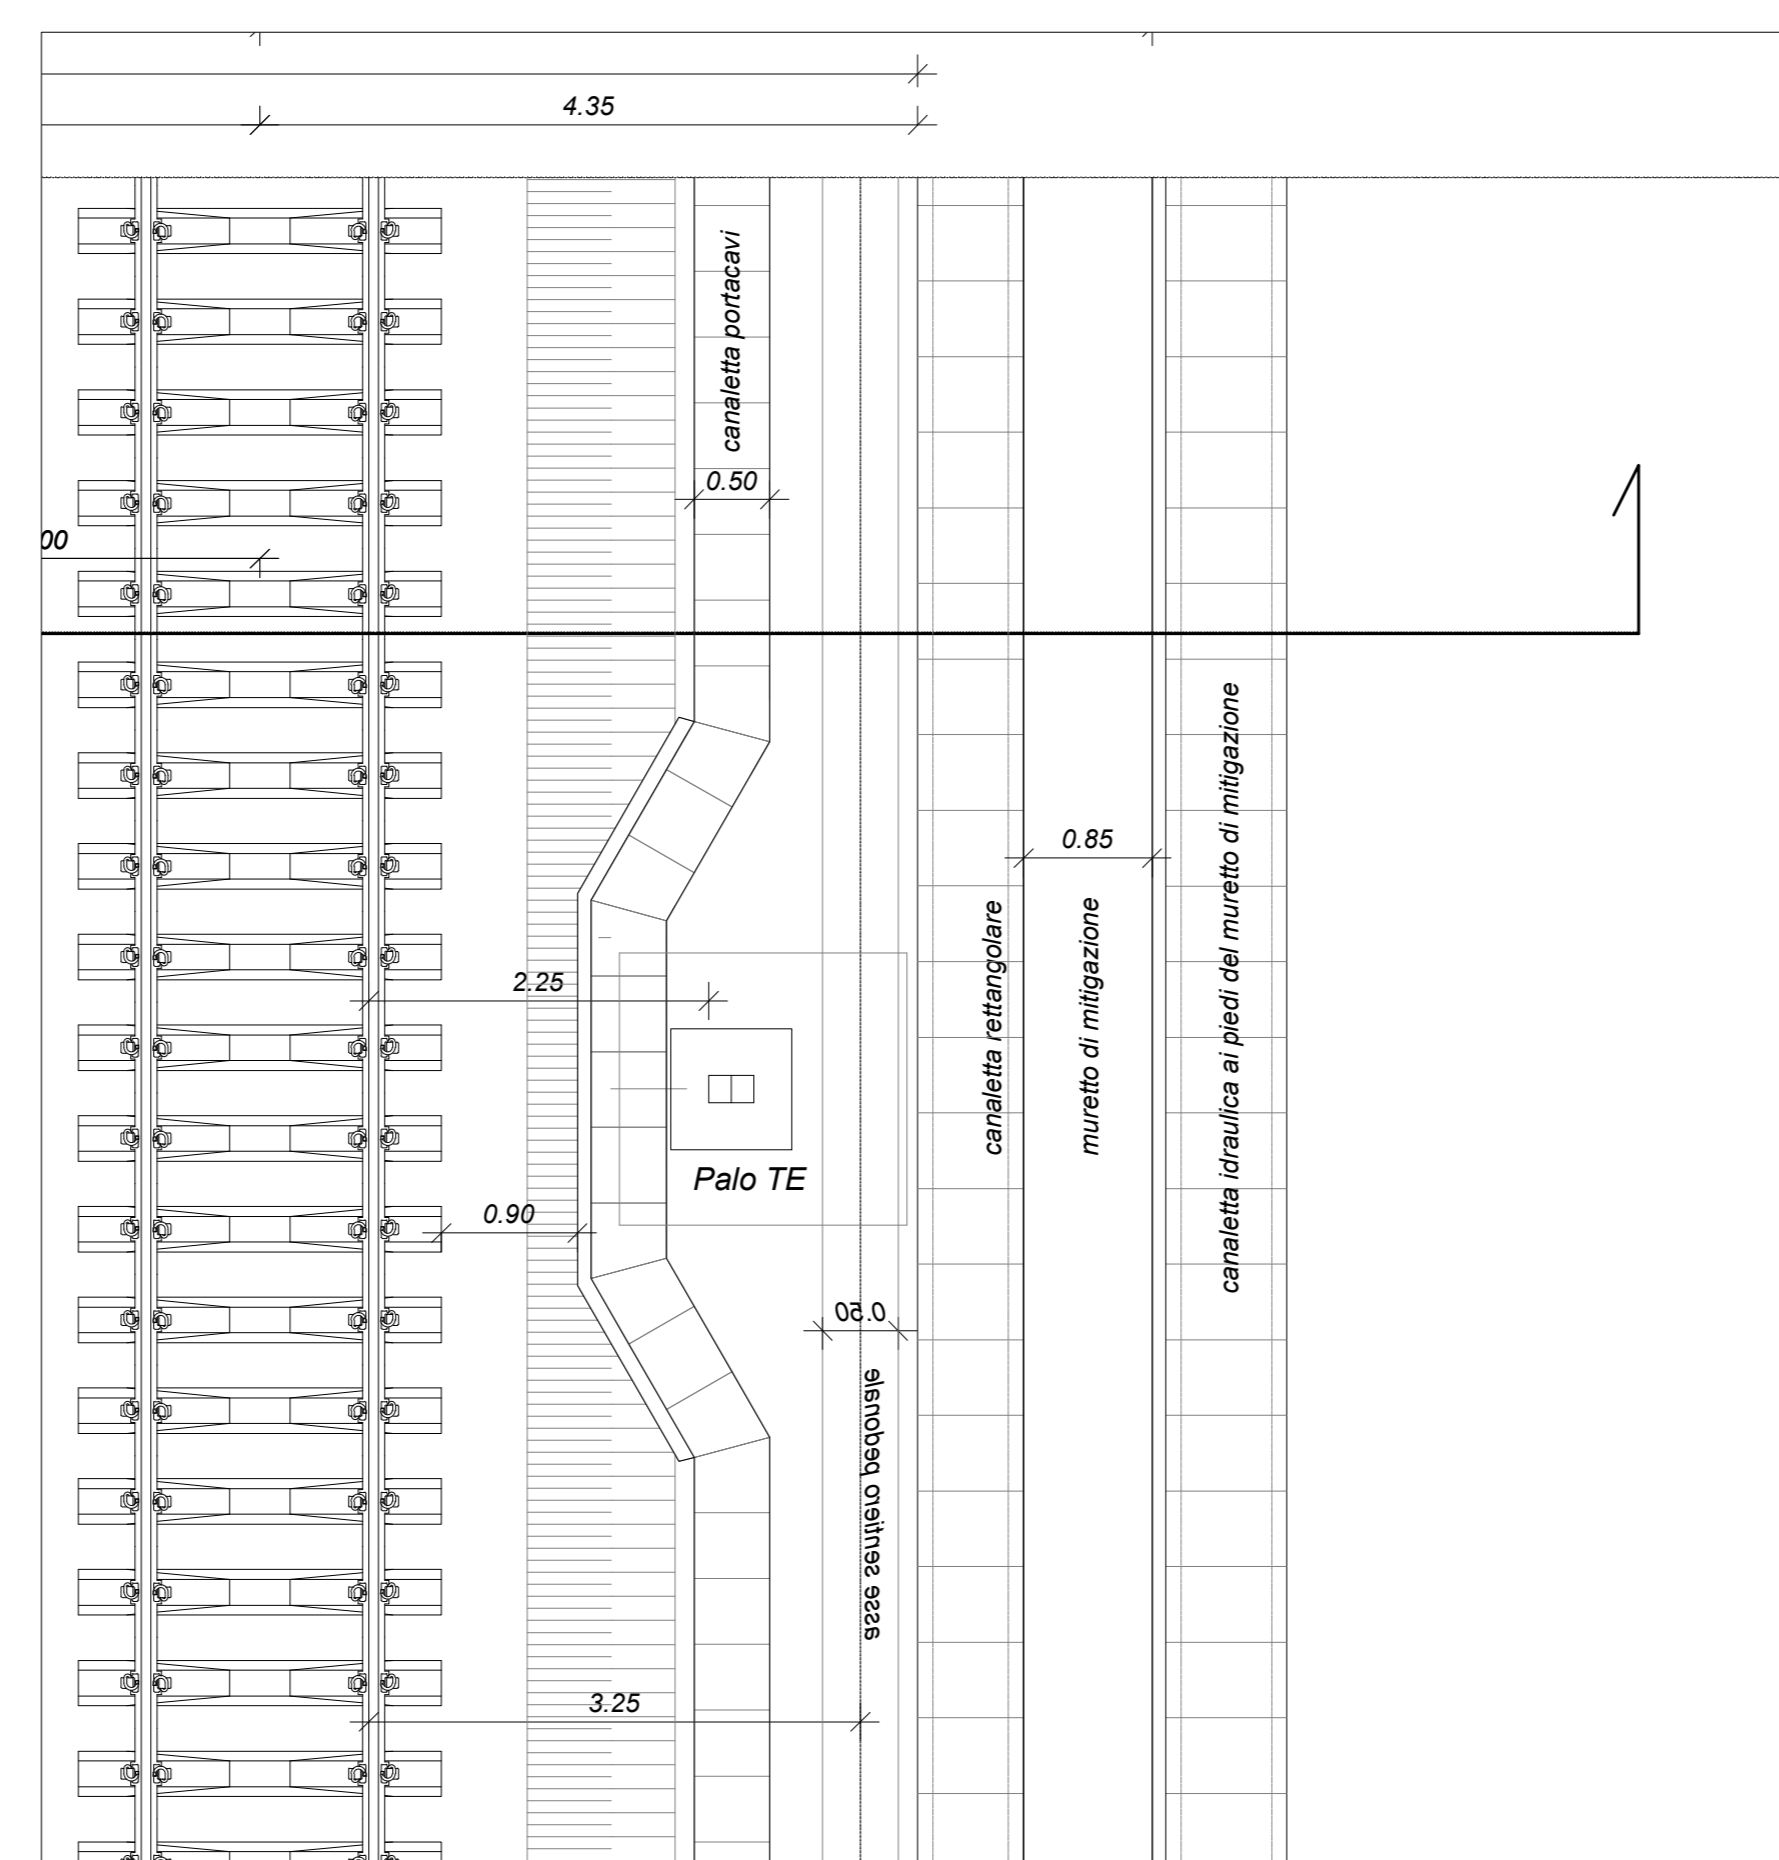 4.35
canaletta portacavi
0.50
00
0.85
canaletta idraulica ai piedi del muretto di mitigazione
canaletta rettangolare
muretto di mitigazione
2.25
Palo TE
0.90
0.50
asse sentiero pedonale
3.25